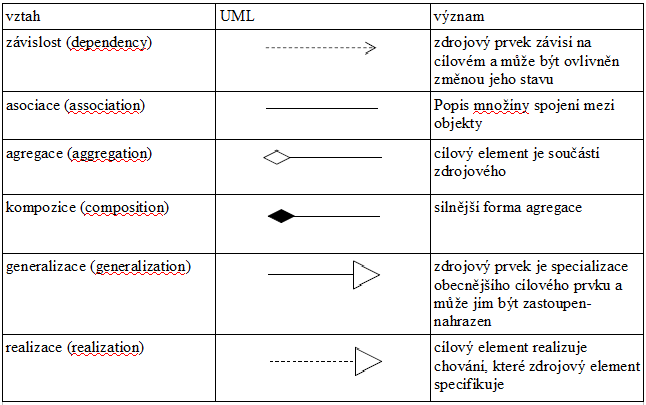 vztah
UML
význam
závislost (dependency)
zdrojový prvek závisí na
cílovém a může být ovlivněn
změnou jeho stavu
asociace (association)
Popis množiny spojení mezi
objekty
agregace (aggregation)
cílový element je součástí
zdrojového
kompozice (composition)
silnější forma agregace
generalizace (generalization)
zdrojový prvek je specializace
obecnějšího cílového prvku a
může jím být zastoupen-
nahrazen
realizace (realization)
cílový element realizuje
chování, které zdrojový element
specifikuje